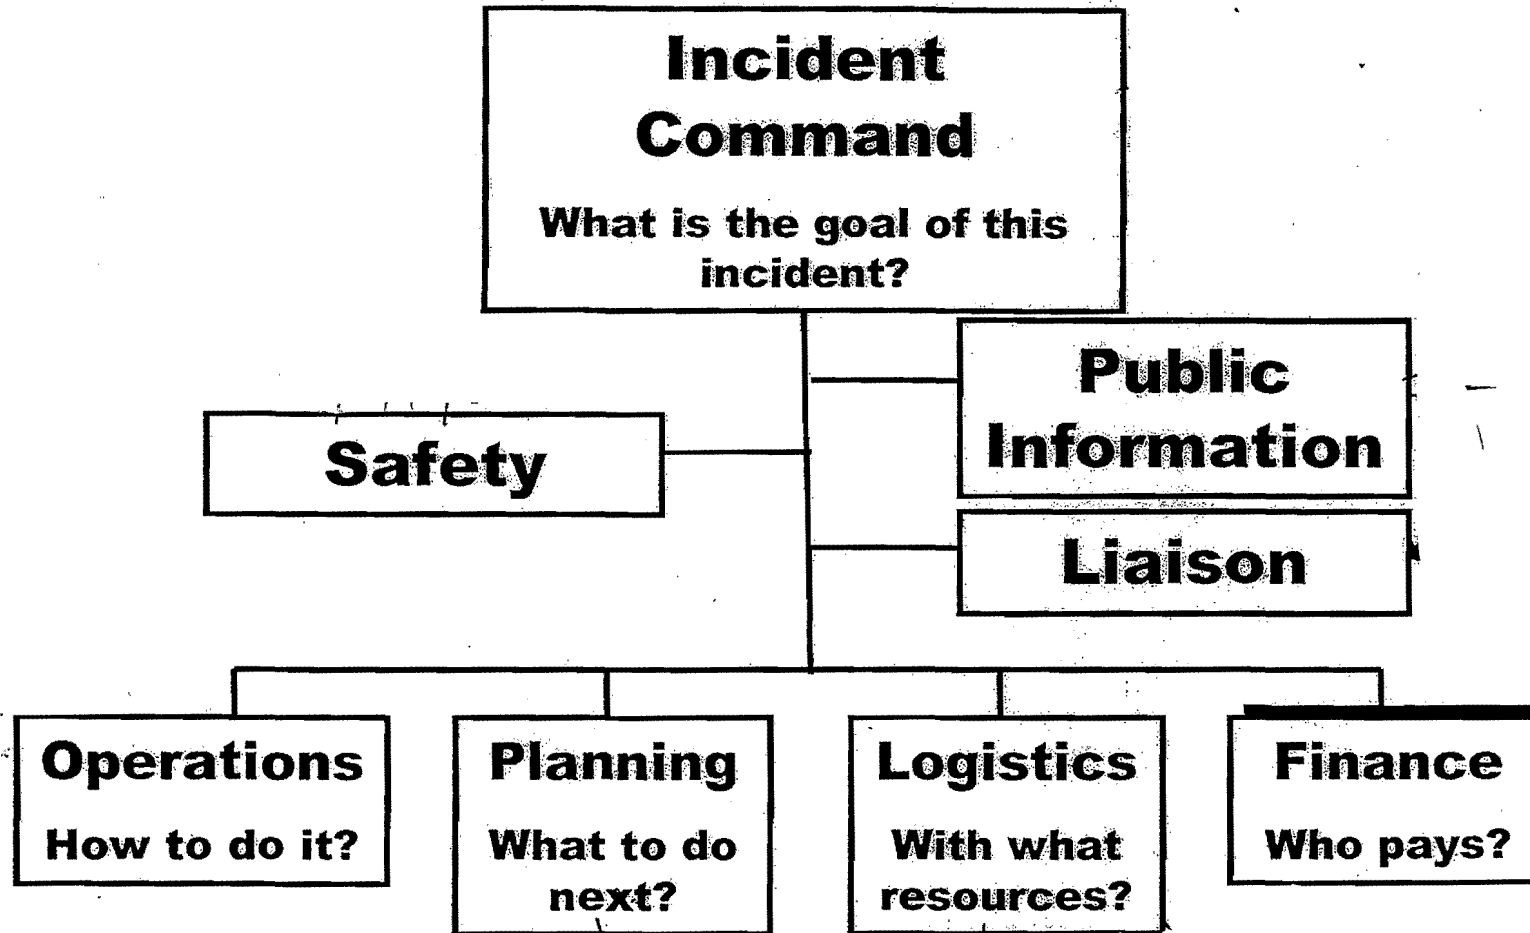 Incident
Command
What is the goal of this
incident?
Public
Information
Safety
Liaison
Operations
How to do it?
Planning
What to do
next?
Logistics
With what
resources?
Finance
Who pays?